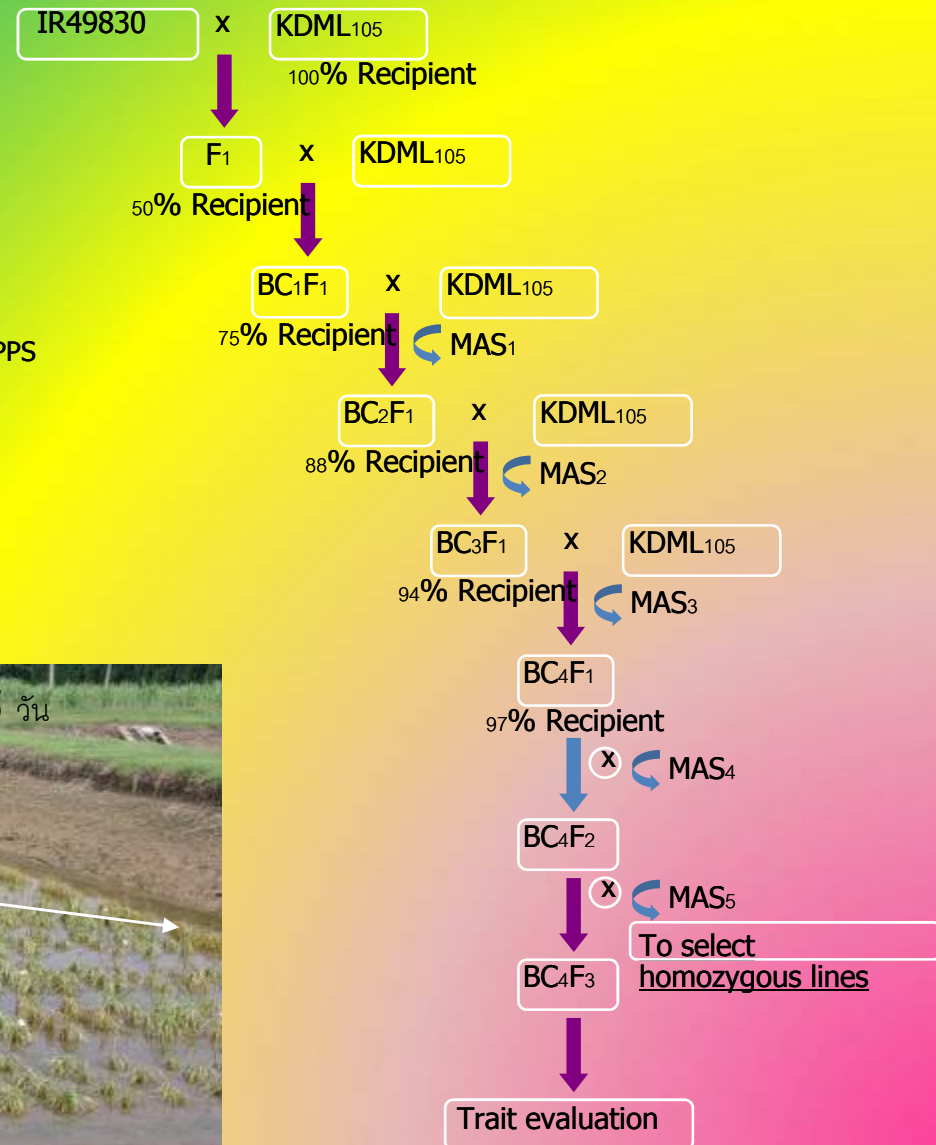 IR49830 x KDML105
100% Recipient
F1 x KDML105
50% Recipient
BC1F1 x KDML105
75% Recipient MAS1
PPS
BC2F1 x KDML105
88% Recipient MAS2
BC3F1 x KDML105
94% Recipient MAS3
BC4F1
วัน
97% Recipient
x MAS4
BC4F2
x MAS5
To select
homozygous lines
BC4F3
Trait evaluation